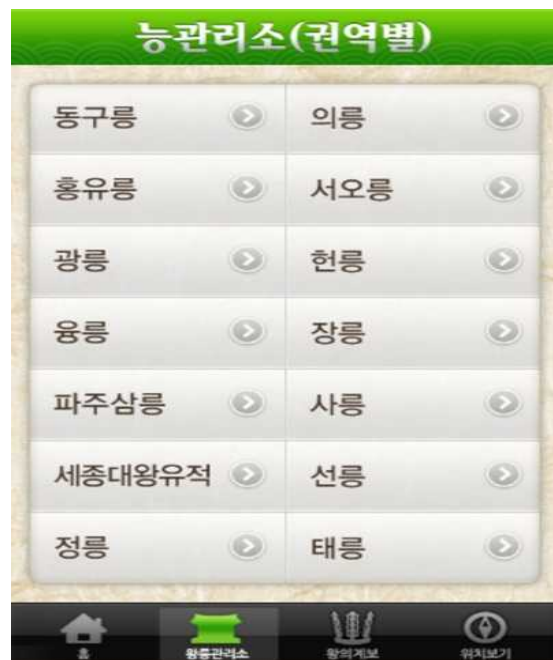 능관리소(권역별)
동구릉 의릉
홍유릉 서오릉
광릉 헌릉
융릉 장릉
파주삼릉 사릉
세종대왕유적 선릉
정릉 태릉
홈 왕릉관리소 왕의계보 위치보기